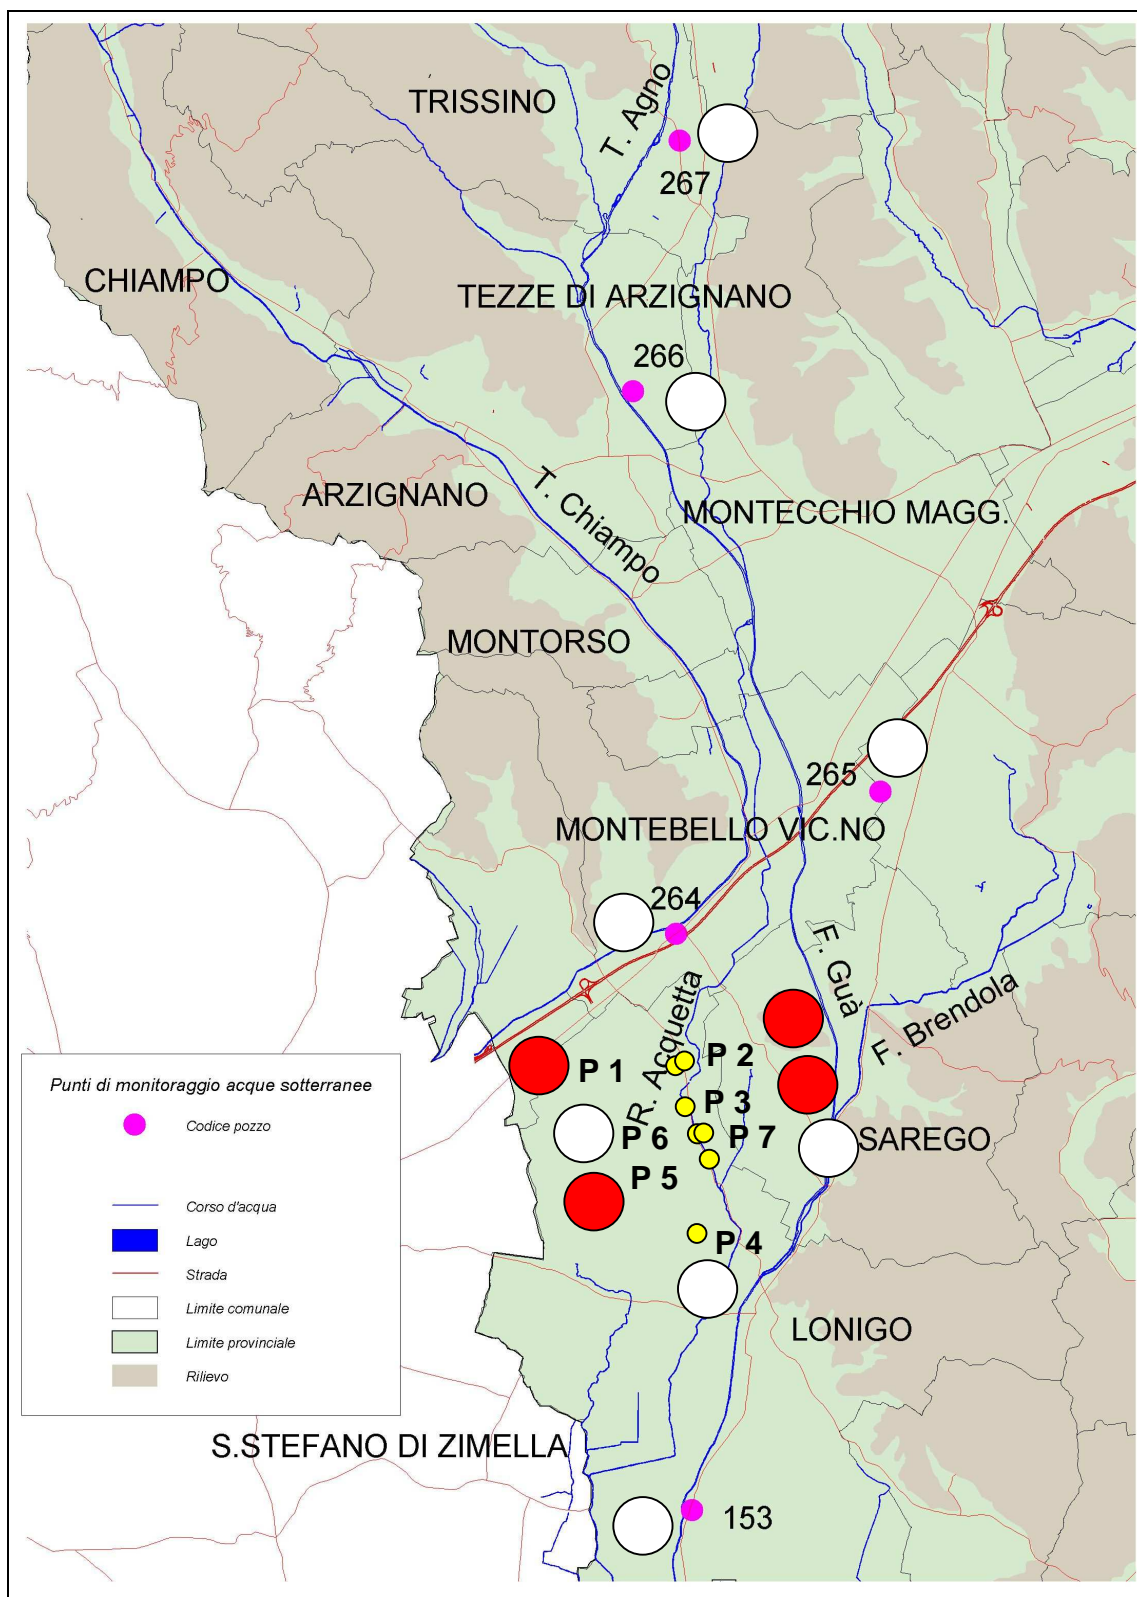 TRISSINO
T. Agno
267
CHIAMPO
TEZZE DI ARZIGNANO
266
ARZIGNANO
T. Chiampo
MONTECCHIO MAGG.
MONTORSO
265
MONTEBELLO VIC.NO
264
F. Guà
R. Acquetta
F. Brendola
P 1
P 2
P 3
P 6
P 7
SAREGO
P 5
P 4
LONIGO
Punti di monitoraggio acque sotterranee
Codice pozzo
Corso d'acqua
Lago
Strada
Limite comunale
Limite provinciale
Rilievo
S.STEFANO DI ZIMELLA
153